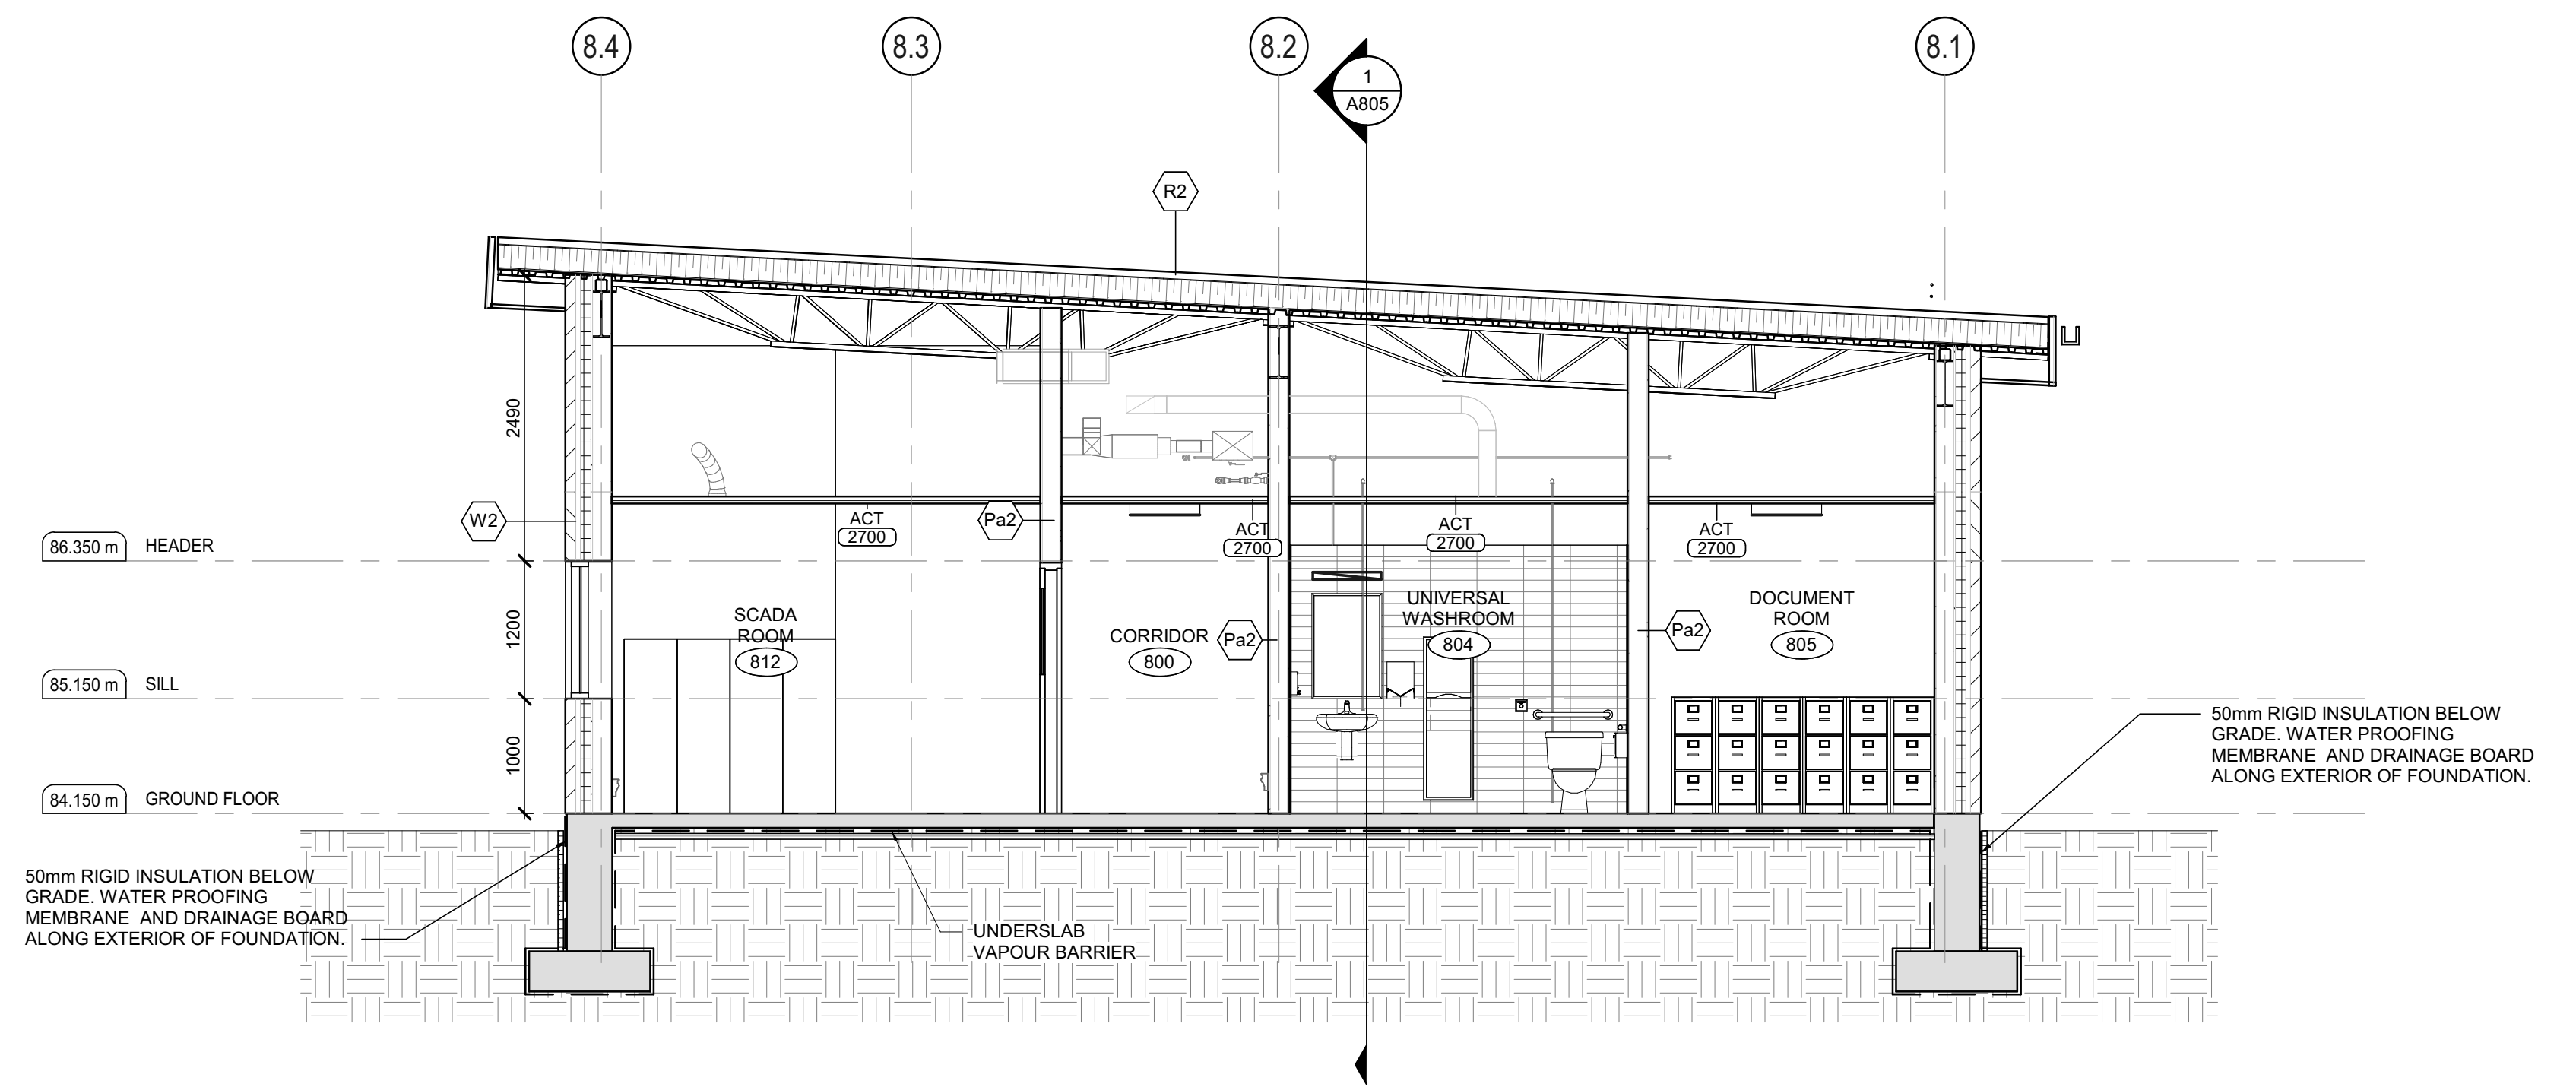 8.4
8.3
8.2
8.1
1
A805
R2
2490
W2
Pa2
ACT
2700
ACT
2700
ACT
2700
ACT
2700
86.350 m HEADER
1200
SCADA
ROOM
812
CORRIDOR
800
Pa2
UNIVERSAL
WASHROOM
804
Pa2
DOCUMENT
ROOM
805
85.150 m SILL
1000
84.150 m GROUND FLOOR
50mm RIGID INSULATION BELOW
GRADE. WATER PROOFING
MEMBRANE AND DRAINAGE BOARD
ALONG EXTERIOR OF FOUNDATION.
50mm RIGID INSULATION BELOW
GRADE. WATER PROOFING
MEMBRANE AND DRAINAGE BOARD
ALONG EXTERIOR OF FOUNDATION.
UNDERSLAB
VAPOUR BARRIER